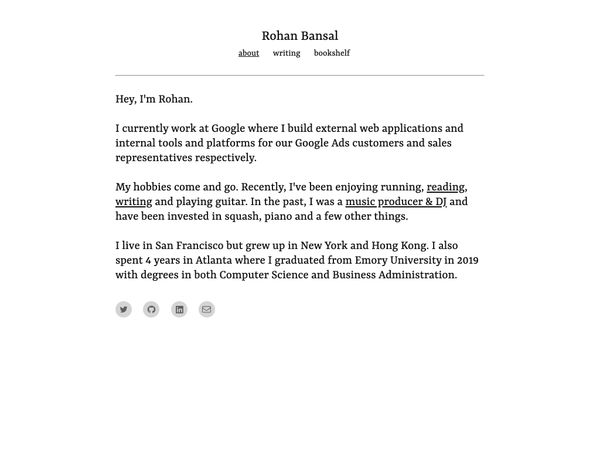 Rohan Bansal
about writing bookshelf
Hey, I'm Rohan.
I currently work at Google where I build external web applications and
internal tools and platforms for our Google Ads customers and sales
representatives respectively.
My hobbies come and go. Recently, I've been enjoying running, reading,
writing and playing guitar. In the past, I was a music producer & DJ and
have been invested in squash, piano and a few other things.
I live in San Francisco but grew up in New York and Hong Kong. I also
spent 4 years in Atlanta where I graduated from Emory University in 2019
with degrees in both Computer Science and Business Administration.